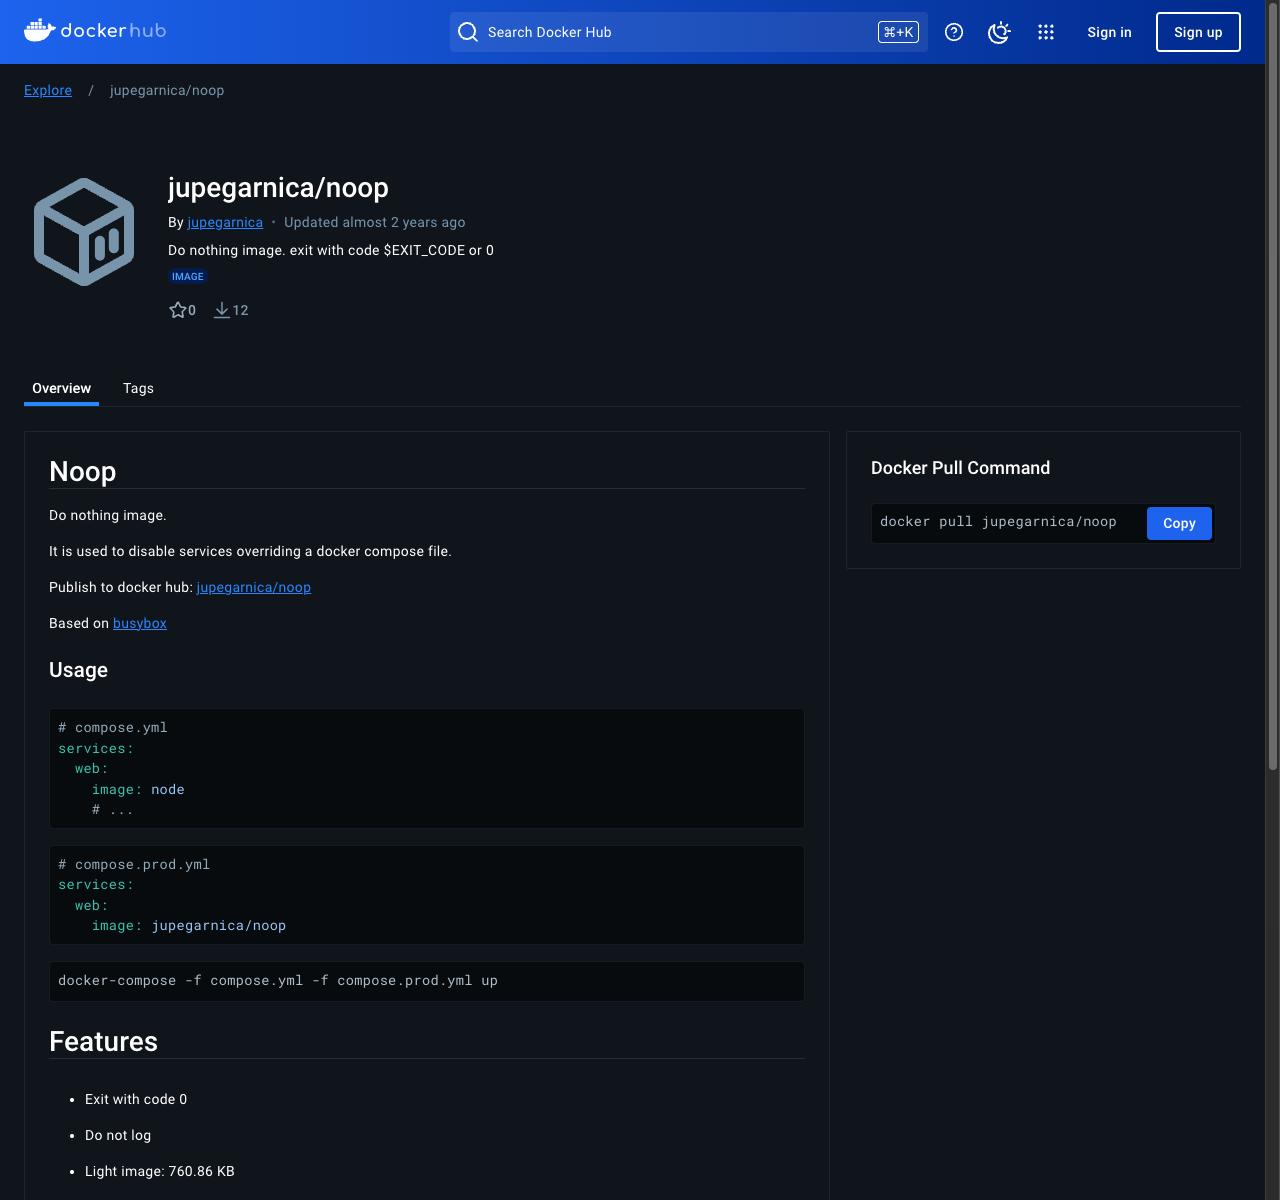 dockerhub
Search Docker Hub
⌘+K
Sign in
Sign up
Explore / jupegarnica/noop
jupegarnica/noop
By jupegarnica • Updated almost 2 years ago
Do nothing image. exit with code $EXIT_CODE or 0
IMAGE
0 12
Overview
Tags
Noop
Do nothing image.
It is used to disable services overriding a docker compose file.
Publish to docker hub: jupegarnica/noop
Based on busybox
Usage
# compose.yml
services:
  web:
    image: node
    # ...
# compose.prod.yml
services:
  web:
    image: jupegarnica/noop
docker-compose -f compose.yml -f compose.prod.yml up
Features
• Exit with code 0
• Do not log
• Light image: 760.86 KB
Docker Pull Command
docker pull jupegarnica/noop
Copy